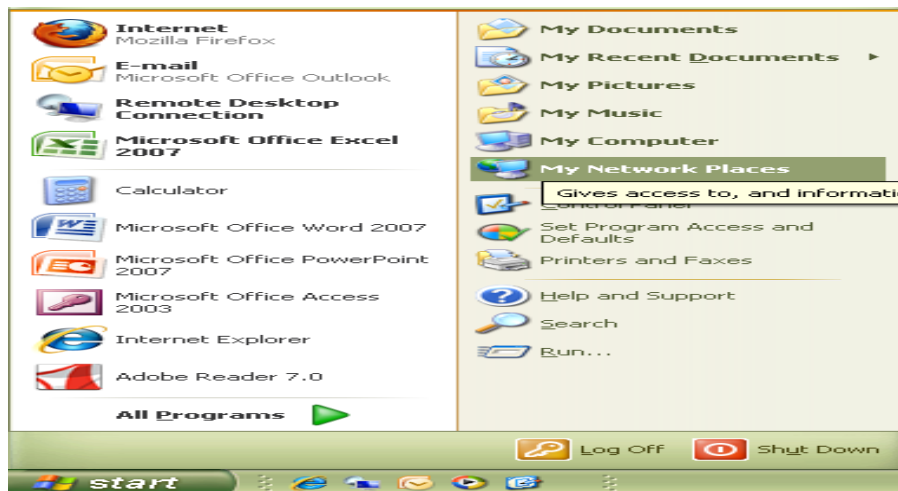 Internet
Mozilla Firefox
E-mail
Microsoft Office Outlook
Remote Desktop
Connection
Microsoft Office Excel
2007
Calculator
Microsoft Office Word 2007
Microsoft Office PowerPoint
2007
Microsoft Office Access
2003
Internet Explorer
Adobe Reader 7.0
All Programs
My Documents
My Recent Documents
My Pictures
My Music
My Computer
My Network Places
Gives access to, and informati
Control Panel
Set Program Access and
Defaults
Printers and Faxes
Help and Support
Search
Run...
Log Off
Shut Down
start